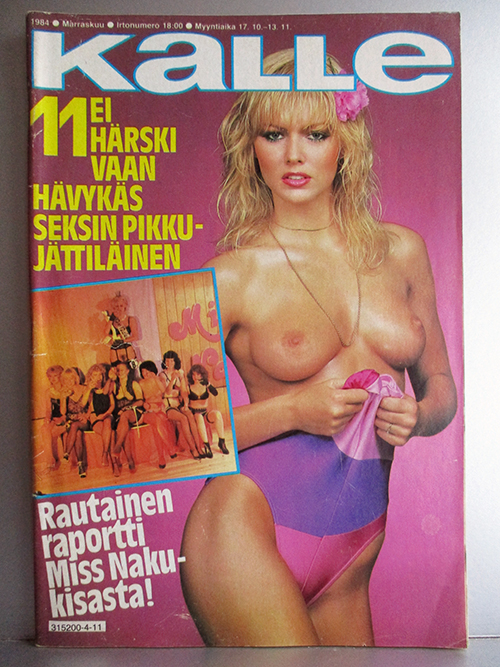 1984 ● Marraskuu ● Irtonumero 18:00 ● Myyntiaika 17. 10.–13. 11.
KaLLe
11 EI
HÄRSKI
VAAN
HÄVYKÄS
SEKSIN PIKKU-
JÄTTILÄINEN
Mi
Rautainen
raportti
Miss Naku-
kisasta!
315200-4-11